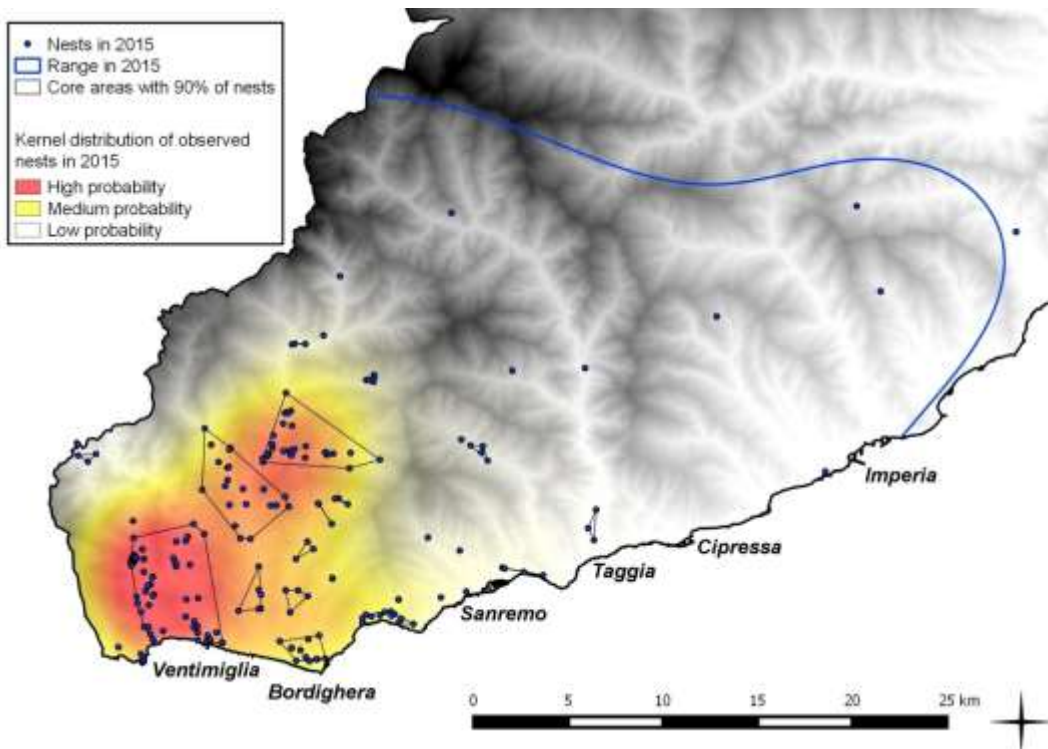 Nests in 2015
Range in 2015
Core areas with 90% of nests
Kernel distribution of observed
nests in 2015
High probability
Medium probability
Low probability
Imperia
Cipressa
Taggia
Sanremo
Ventimiglia
Bordighera
0 5 10 15 20 25 km